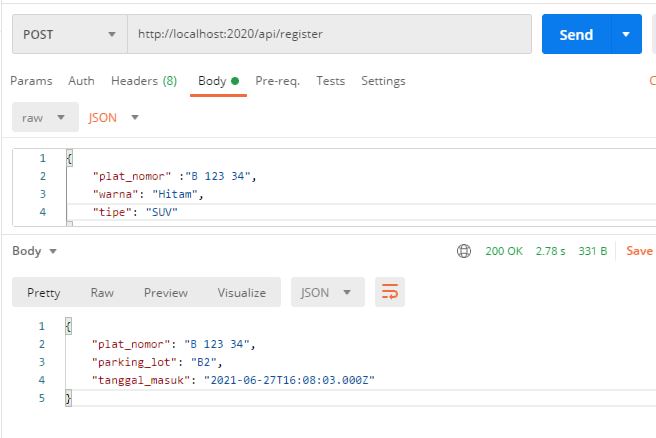 POST http://localhost:2020/api/register Send
Params Auth Headers (8) Body Pre-req. Tests Settings
raw JSON
1 {
2 "plat_nomor" :"B 123 34",
3 "warna": "Hitam",
4 "tipe": "SUV"
Body 200 OK 2.78 s 331 B Save
Pretty Raw Preview Visualize JSON
1 {
2 "plat_nomor": "B 123 34",
3 "parking_lot": "B2",
4 "tanggal_masuk": "2021-06-27T16:08:03.000Z"
5 }